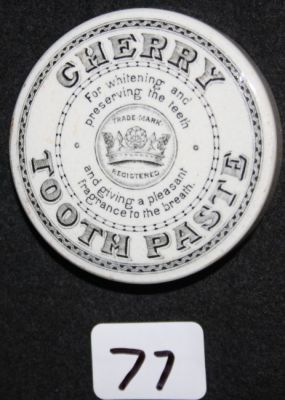 CHERRY
For whitening and
preserving the teeth
TRADE MARK
REGISTERED
and giving a pleasant
fragrance to the breath.
TOOTH PASTE
77